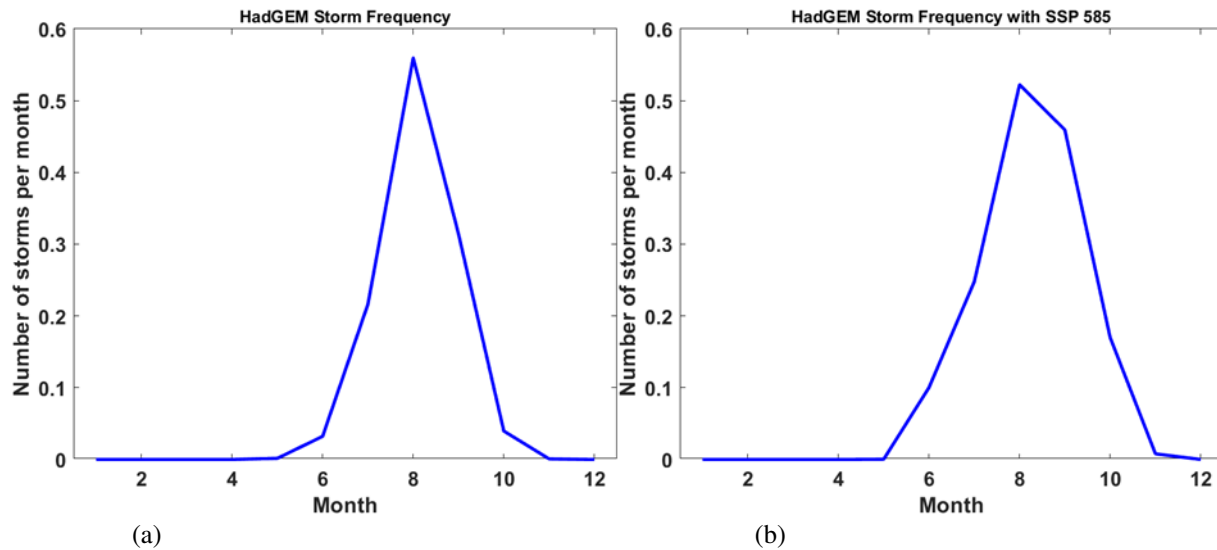 HadGEM Storm Frequency
0.6
0.5
0.4
0.3
0.2
0.1
0
Number of storms per month
2 4 6 8 10 12
Month
(a)
HadGEM Storm Frequency with SSP 585
0.6
0.5
0.4
0.3
0.2
0.1
0
Number of storms per month
2 4 6 8 10 12
Month
(b)